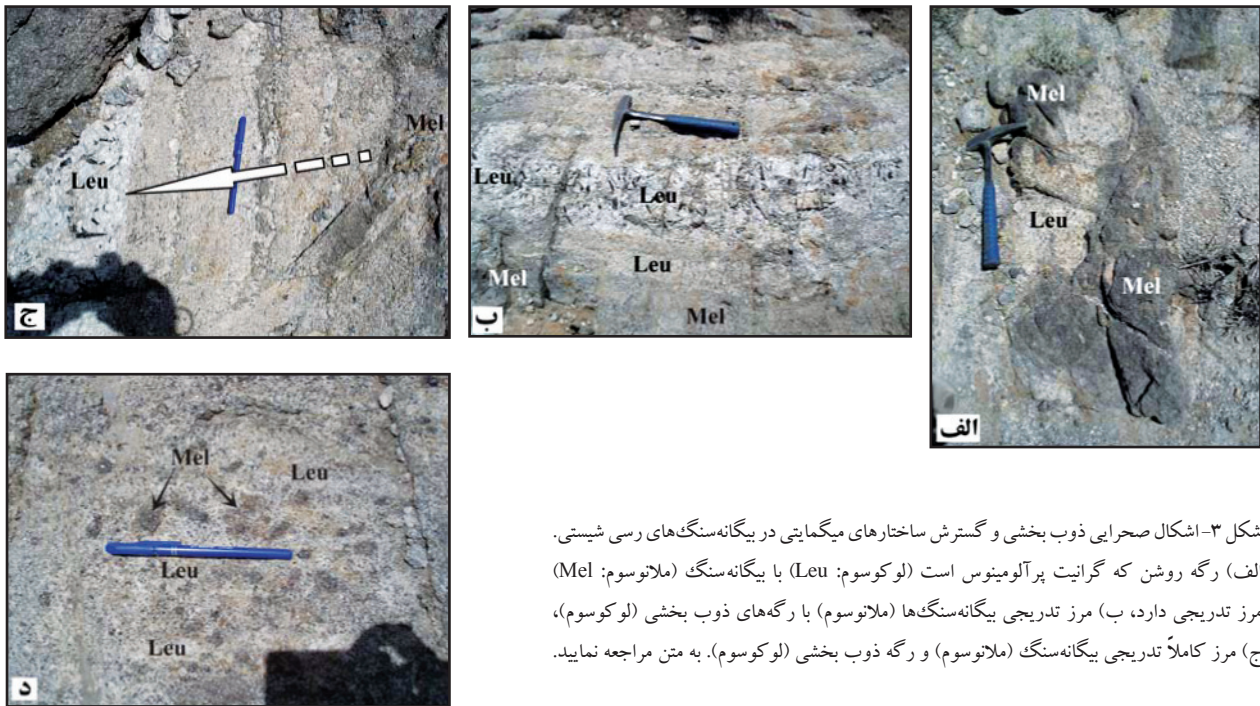 Mel
Leu
Mel
الف
Leu
Leu
Leu
Mel
Mel
ب
Mel
Leu
ج
Mel
Leu
Leu
Leu
د
شکل ۳- اشکال صحرایی ذوب بخشی و گسترش ساختارهای میگمایتی در بیگانه‌سنگ‌های رسی شیستی.
الف) رگه روشن که گرانیت پرآلومینوس است (لوکوسوم: Leu) با بیگانه‌سنگ (ملانوسوم: Mel)
مرز تدریجی دارد، ب) مرز تدریجی بیگانه‌سنگ‌ها (ملانوسوم) با رگه‌های ذوب بخشی (لوکوسوم)،
ج) مرز کاملاً تدریجی بیگانه‌سنگ (ملانوسوم) و رگه ذوب بخشی (لوکوسوم). به متن مراجعه نمایید.